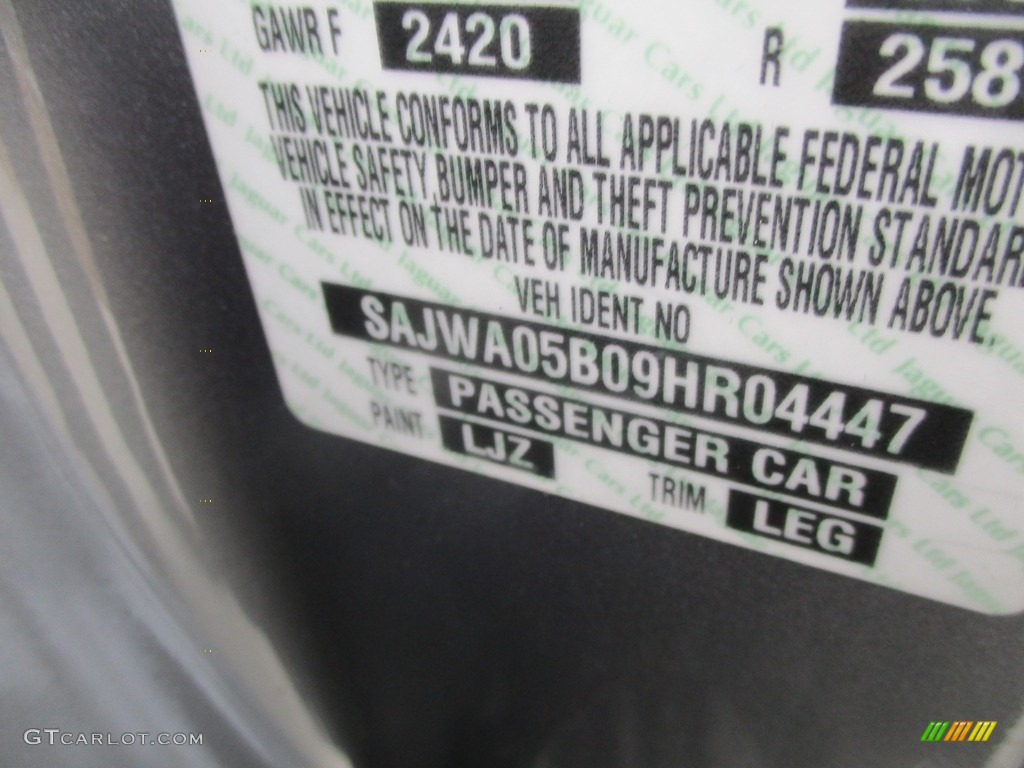 GAWR F 2420 R 258
THIS VEHICLE CONFORMS TO ALL APPLICABLE FEDERAL MOT
VEHICLE SAFETY, BUMPER AND THEFT PREVENTION STANDAR
IN EFFECT ON THE DATE OF MANUFACTURE SHOWN ABOVE.
VEH IDENT NO
SAJWA05B09HR04447
TYPE PASSENGER CAR
PAINT LJZ TRIM LEG
GTCARLOT.COM